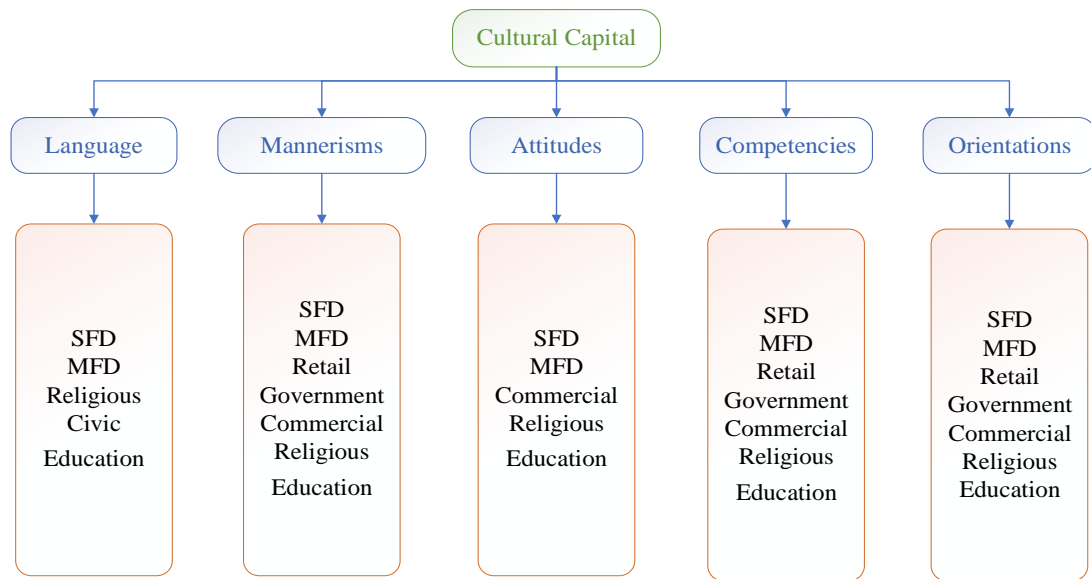 Cultural Capital
Language
Mannerisms
Attitudes
Competencies
Orientations
SFD
MFD
Religious
Civic
Education
SFD
MFD
Retail
Government
Commercial
Religious
Education
SFD
MFD
Commercial
Religious
Education
SFD
MFD
Retail
Government
Commercial
Religious
Education
SFD
MFD
Retail
Government
Commercial
Religious
Education